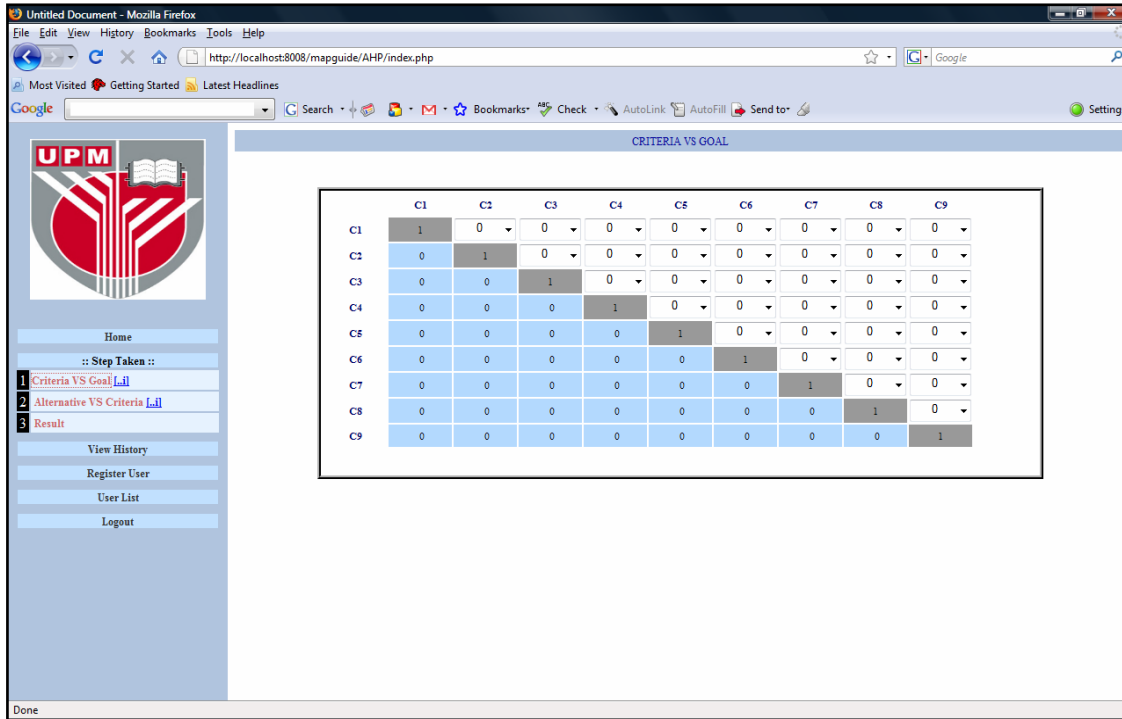 Untitled Document - Mozilla Firefox
File Edit View History Bookmarks Tools Help
http://localhost:8008/mapguide/AHP/index.php
G Google
Most Visited Getting Started Latest Headlines
Google G Search Bookmarks ABC Check AutoLink AutoFill Send to Setting
UPM
CRITERIA VS GOAL
C1 C2 C3 C4 C5 C6 C7 C8 C9
C1 1 0 0 0 0 0 0 0 0
C2 0 1 0 0 0 0 0 0 0
C3 0 0 1 0 0 0 0 0 0
C4 0 0 0 1 0 0 0 0 0
C5 0 0 0 0 1 0 0 0 0
C6 0 0 0 0 0 1 0 0 0
C7 0 0 0 0 0 0 1 0 0
C8 0 0 0 0 0 0 0 1 0
C9 0 0 0 0 0 0 0 0 1
Home
:: Step Taken ::
1 Criteria VS Goal [..i]
2 Alternative VS Criteria [..i]
3 Result
View History
Register User
User List
Logout
Done